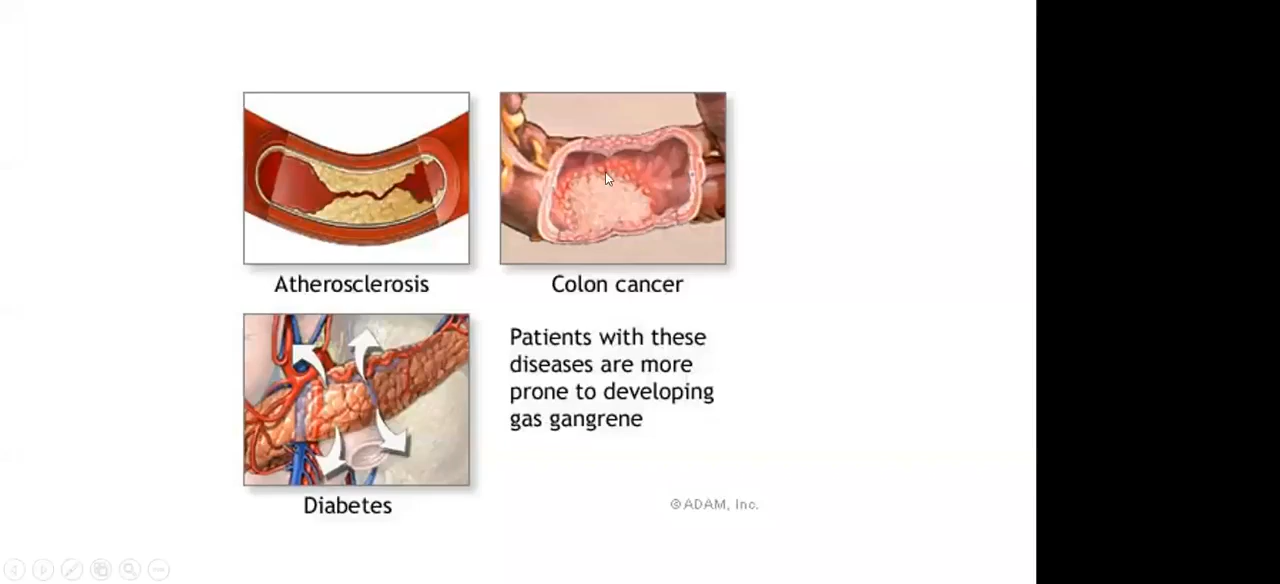 Atherosclerosis
Colon cancer
Patients with these
diseases are more
prone to developing
gas gangrene
Diabetes
©ADAM, Inc.